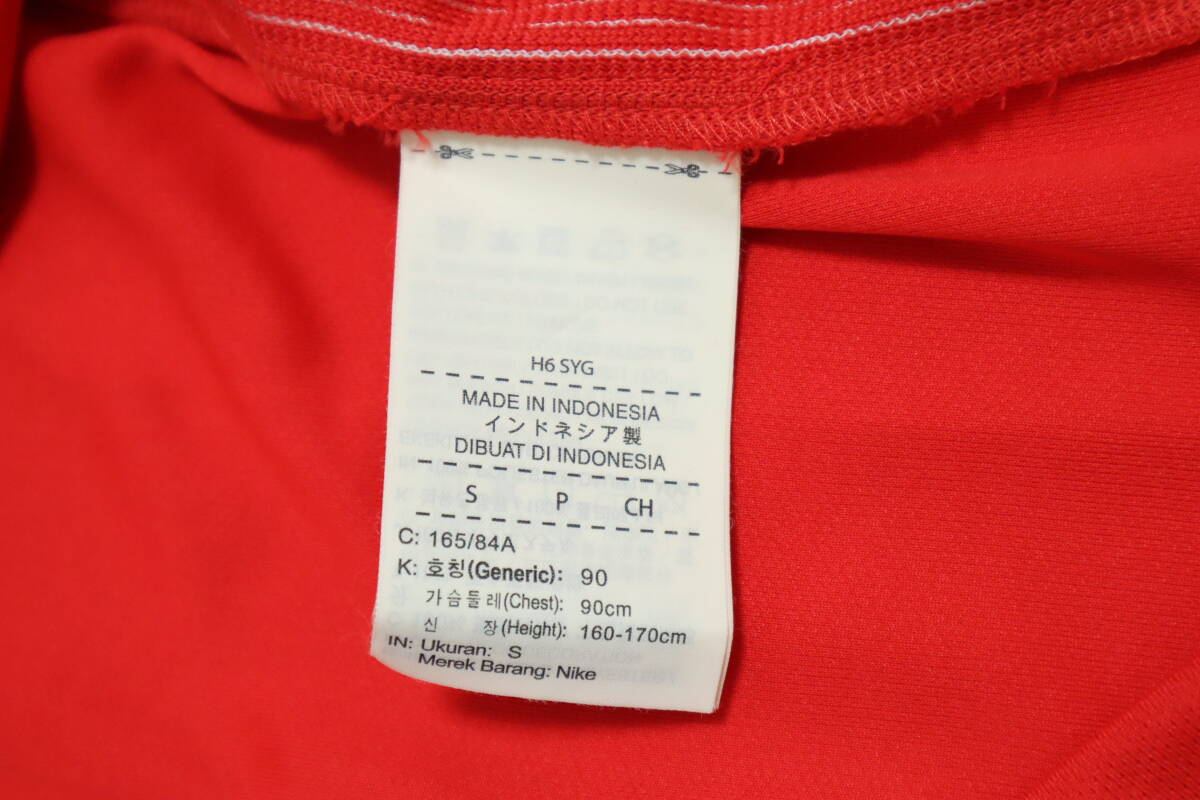 H6 SYG
MADE IN INDONESIA
インドネシア製
DIBUAT DI INDONESIA
S P CH
C: 165/84A
K: 호칭(Generic): 90
가슴둘레(Chest): 90cm
신 장(Height): 160-170cm
IN: Ukuran: S
Merek Barang: Nike